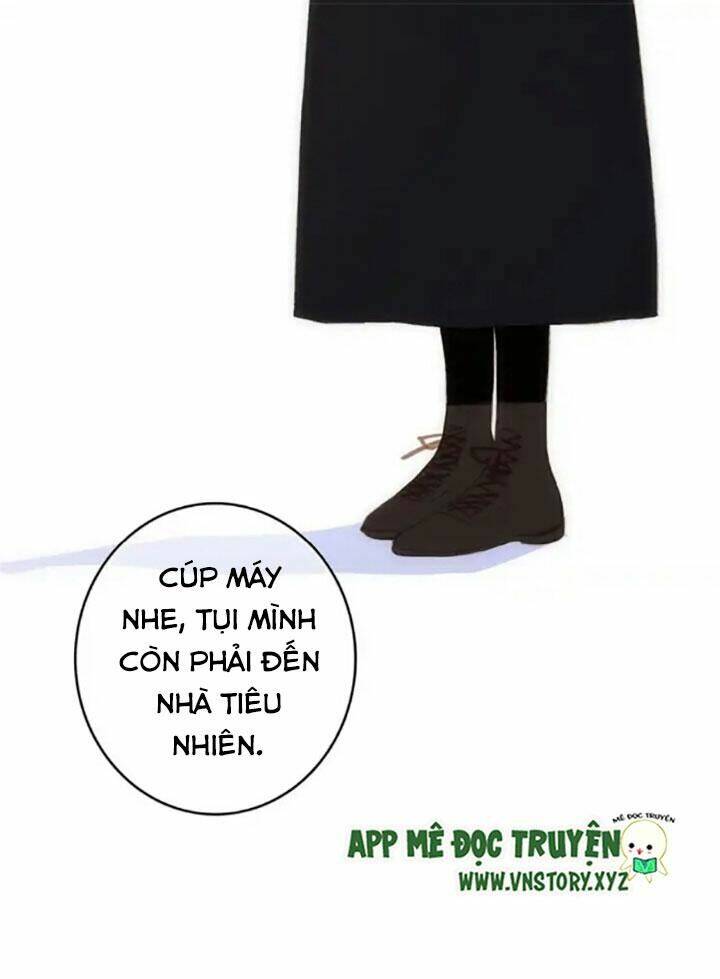 CÚP MÁY
NHE, TỤI MÌNH
CÒN PHẢI ĐẾN
NHÀ TIÊU
NHIÊN.
MÊ ĐỌC TRUYỆN
APP MÊ ĐỌC TRUYỆN
WWW.VNSTORY.XYZ